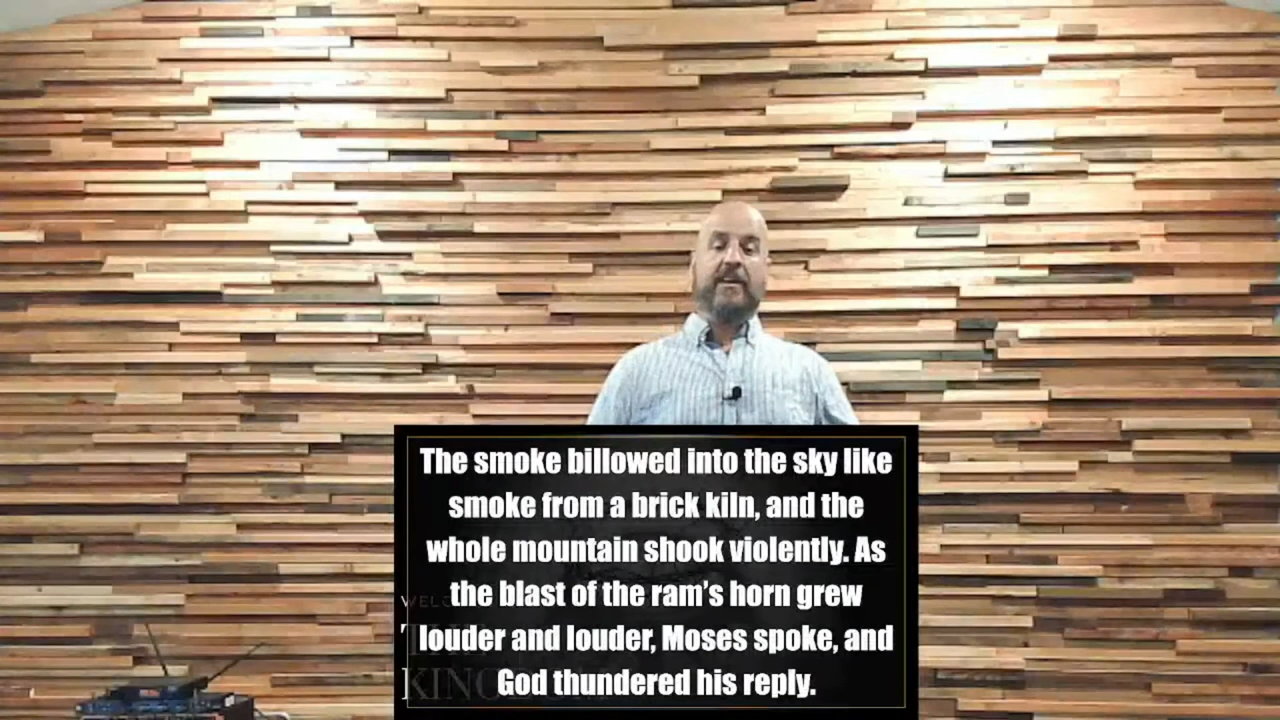 The smoke billowed into the sky like
smoke from a brick kiln, and the
whole mountain shook violently. As
the blast of the ram's horn grew
louder and louder, Moses spoke, and
God thundered his reply.